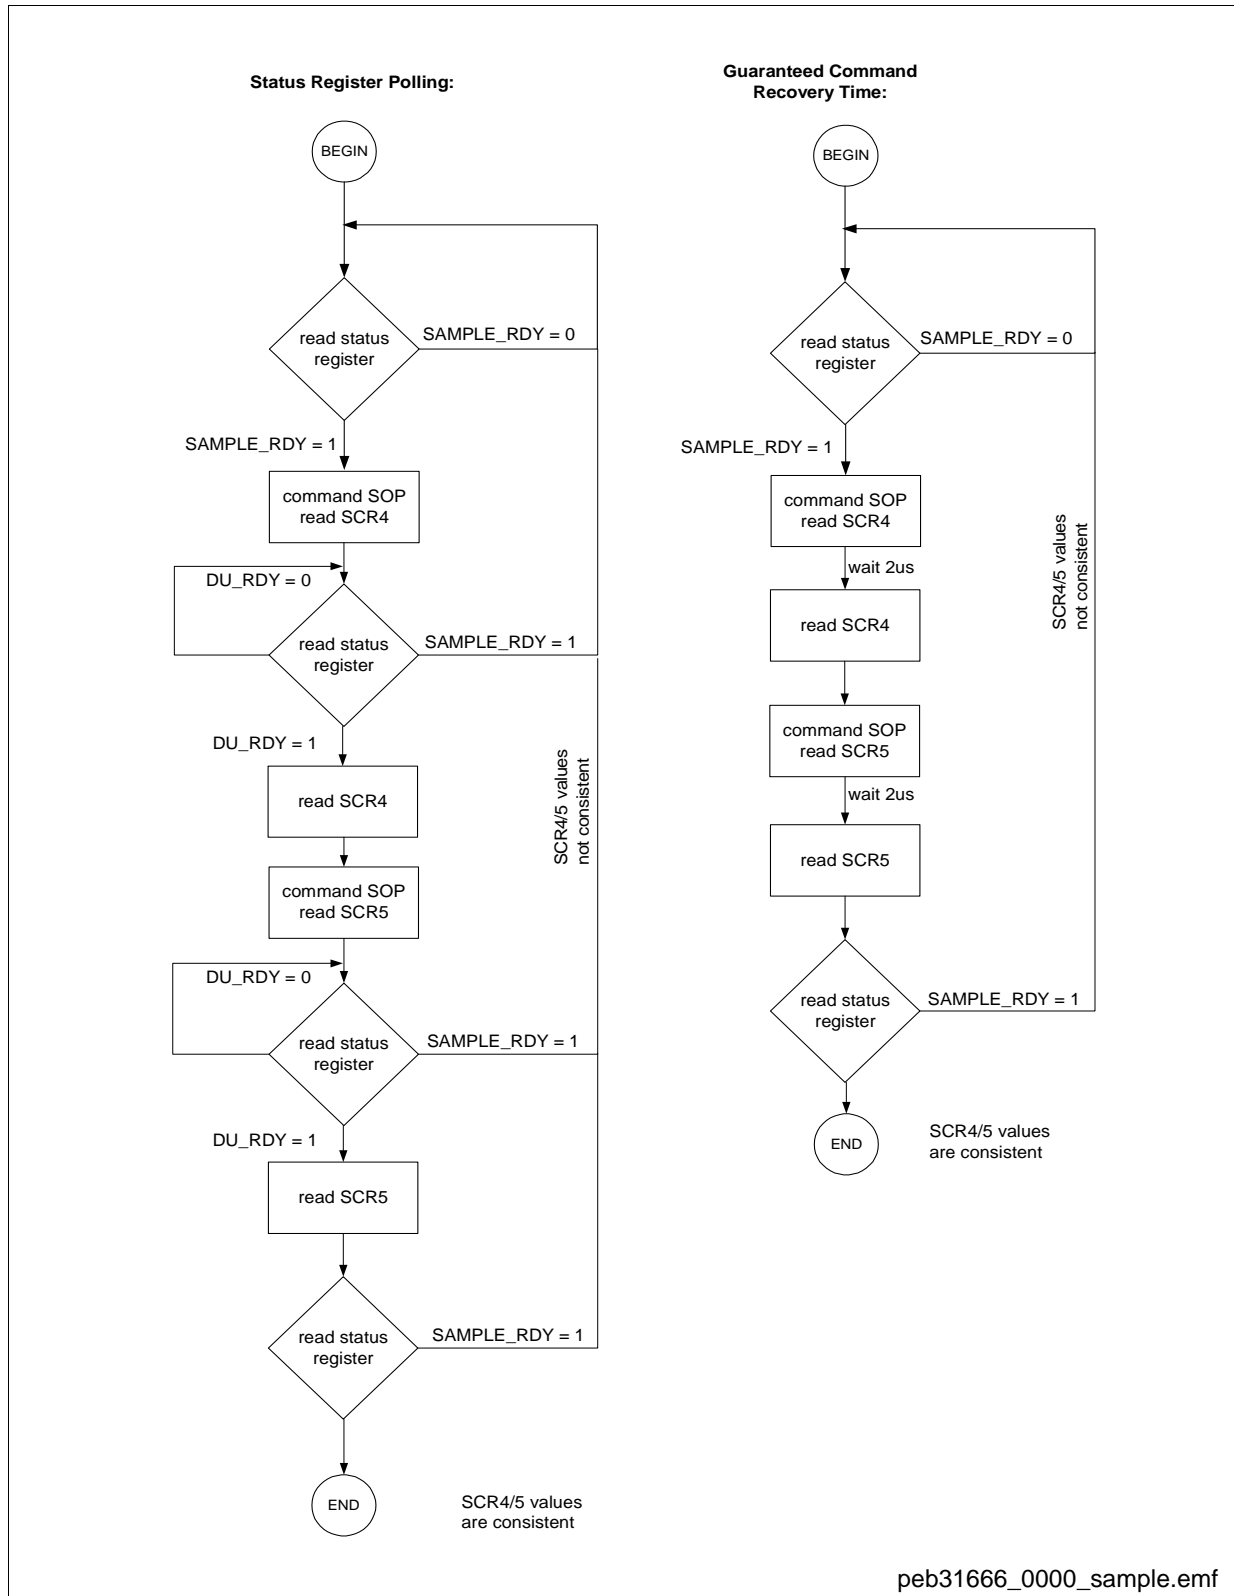 Status Register Polling:
BEGIN
read status
register
SAMPLE_RDY = 0
SAMPLE_RDY = 1
command SOP
read SCR4
DU_RDY = 0
read status
register
SAMPLE_RDY = 1
DU_RDY = 1
read SCR4
SCR4/5 values
not consistent
command SOP
read SCR5
DU_RDY = 0
read status
register
SAMPLE_RDY = 1
DU_RDY = 1
read SCR5
read status
register
SAMPLE_RDY = 1
END
SCR4/5 values
are consistent
Guaranteed Command
Recovery Time:
BEGIN
read status
register
SAMPLE_RDY = 0
SAMPLE_RDY = 1
command SOP
read SCR4
wait 2us
read SCR4
SCR4/5 values
not consistent
command SOP
read SCR5
wait 2us
read SCR5
read status
register
SAMPLE_RDY = 1
END
SCR4/5 values
are consistent
peb31666_0000_sample.emf